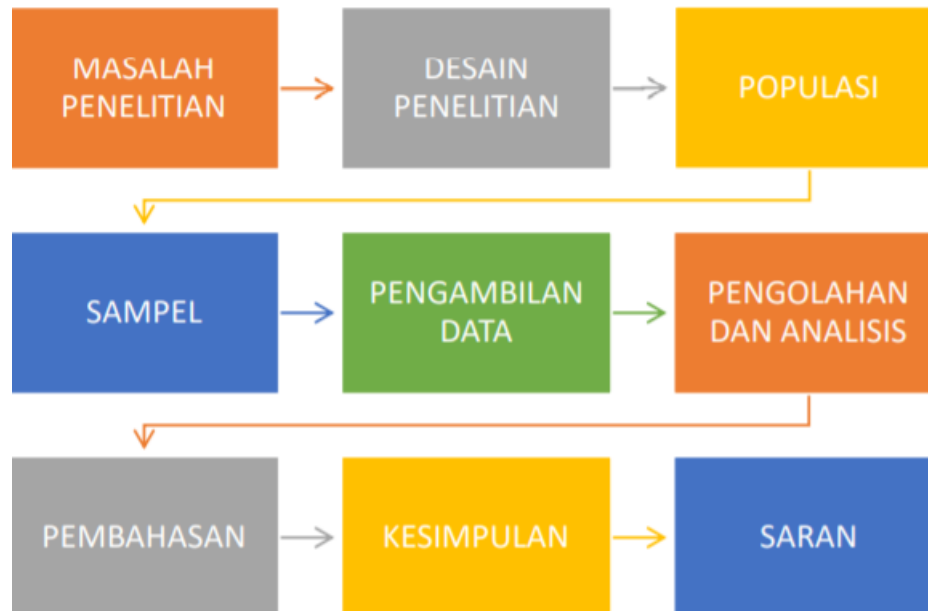 MASALAH
PENELITIAN
DESAIN
PENELITIAN
POPULASI
SAMPEL
PENGAMBILAN
DATA
PENGOLAHAN
DAN ANALISIS
PEMBAHASAN
KESIMPULAN
SARAN